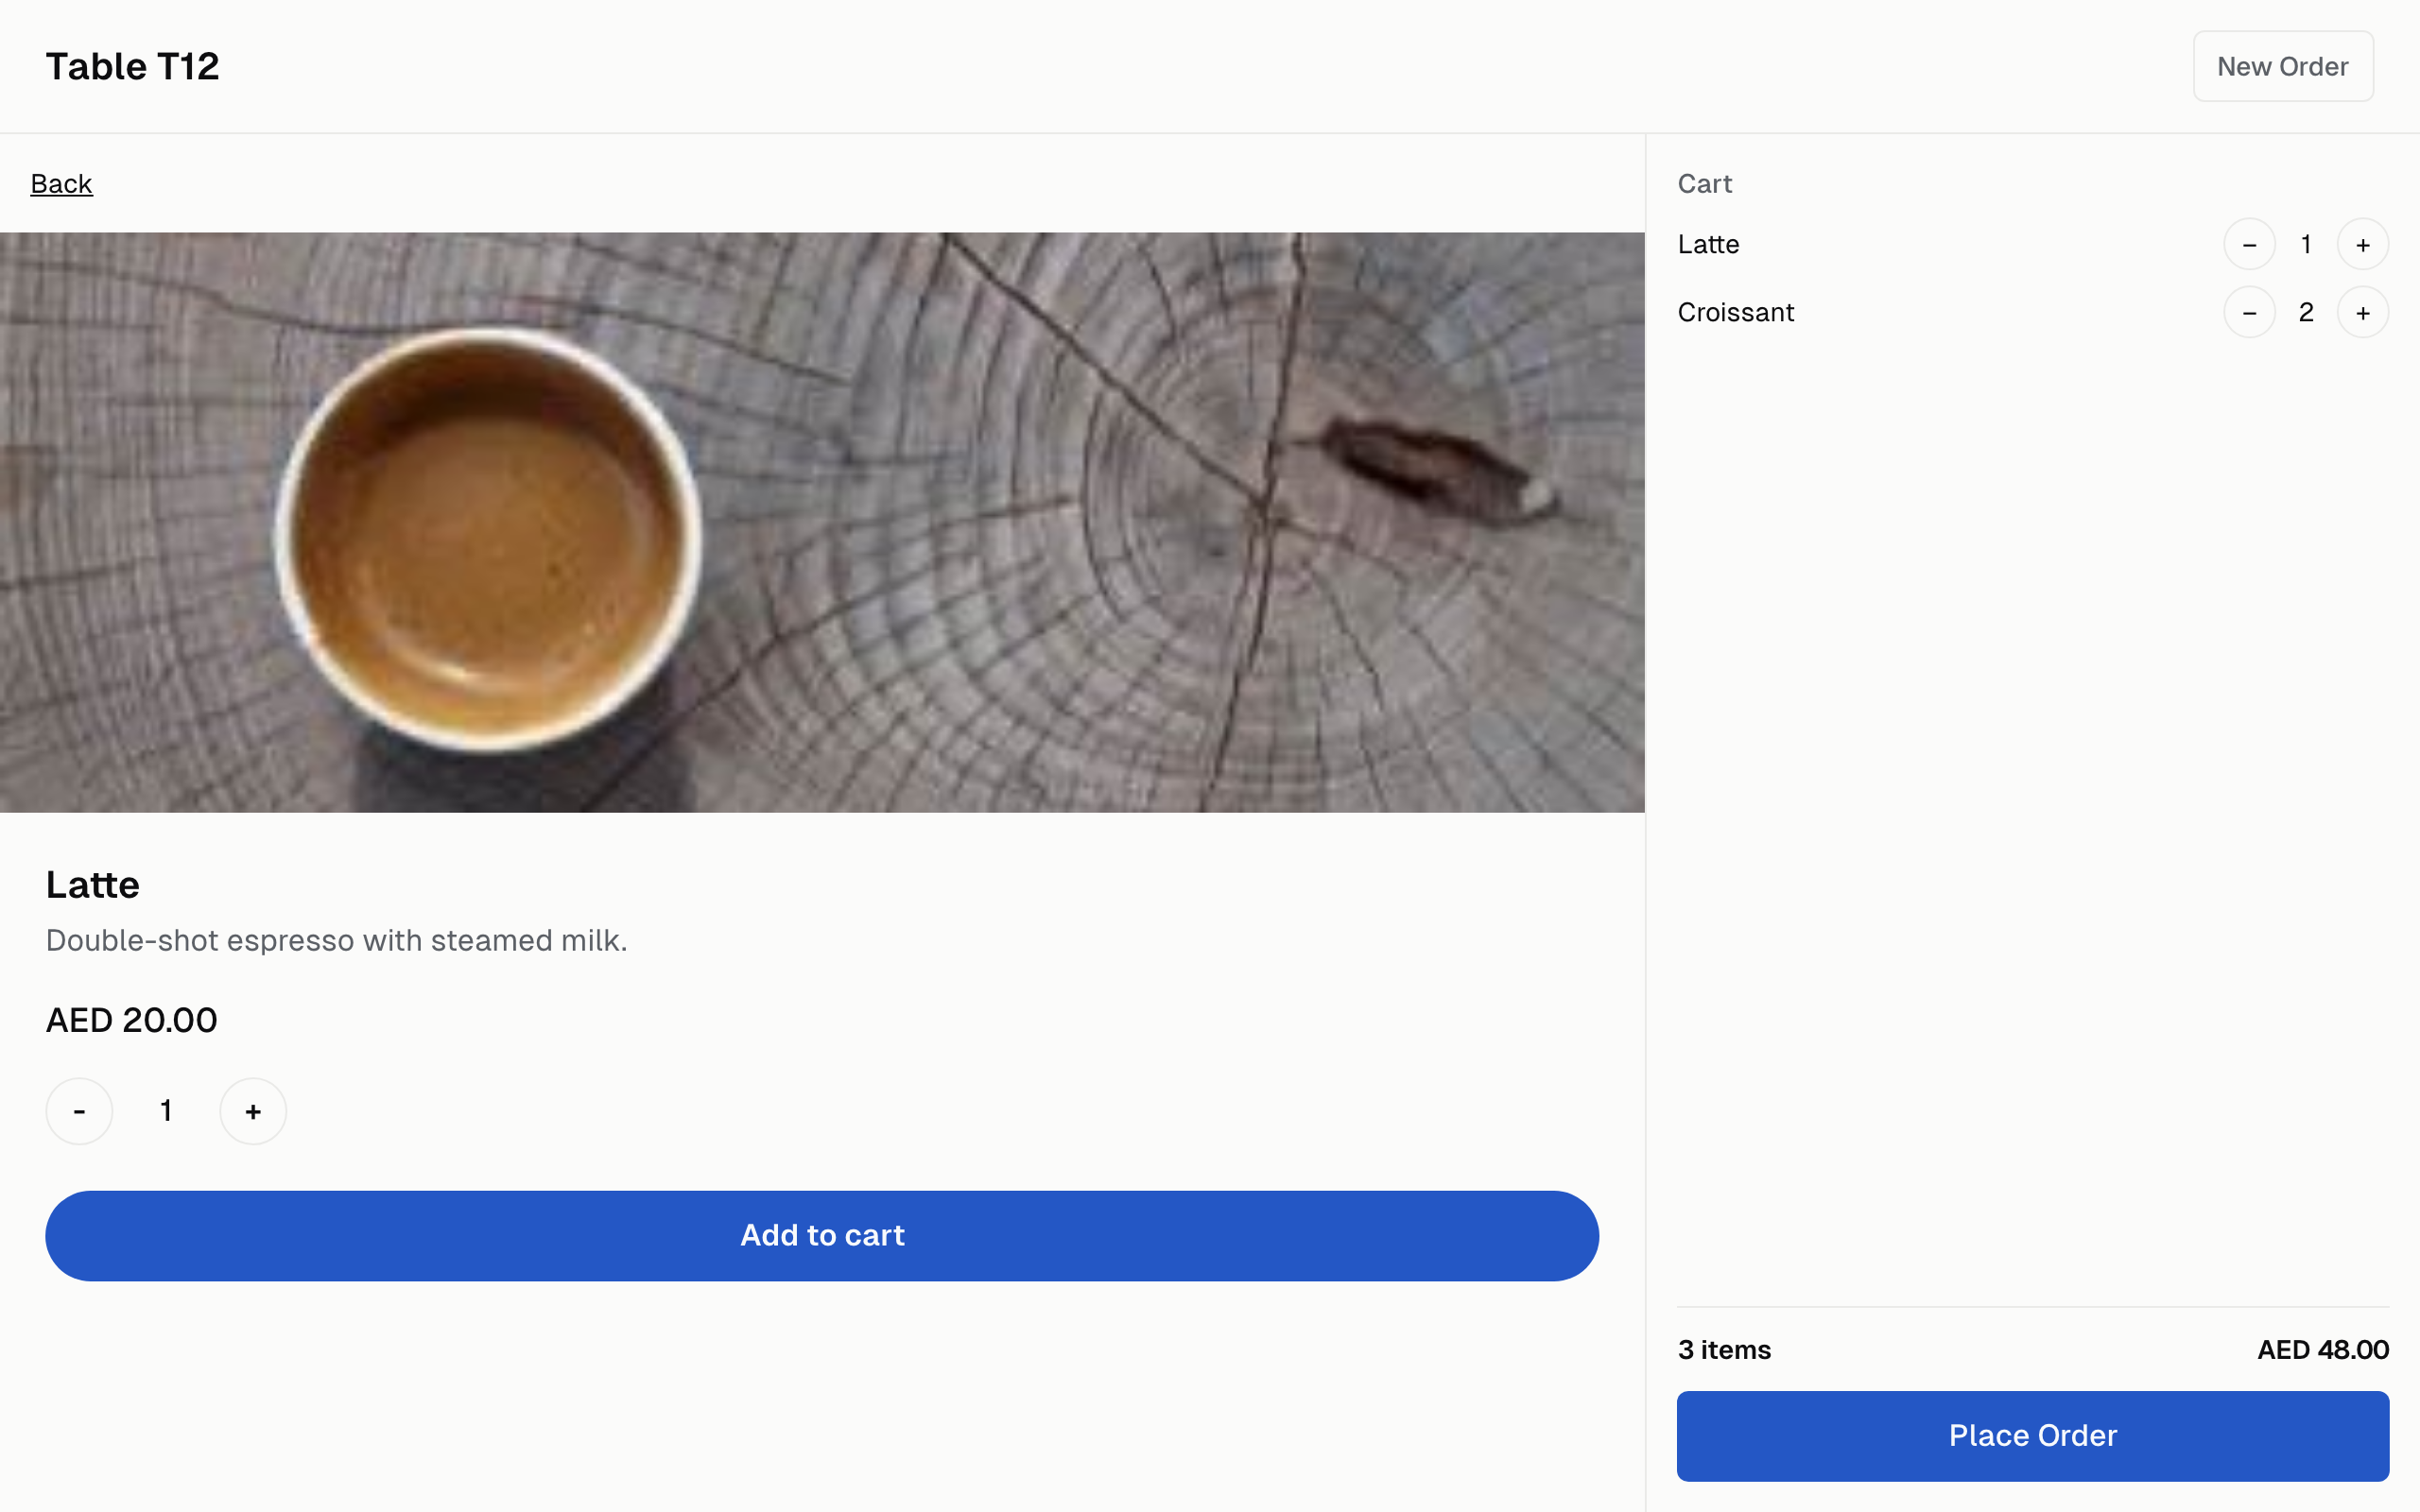 Table T12
New Order
Back
Latte
Double-shot espresso with steamed milk.
AED 20.00
- 1 +
Add to cart
Cart
Latte − 1 +
Croissant − 2 +
3 items AED 48.00
Place Order